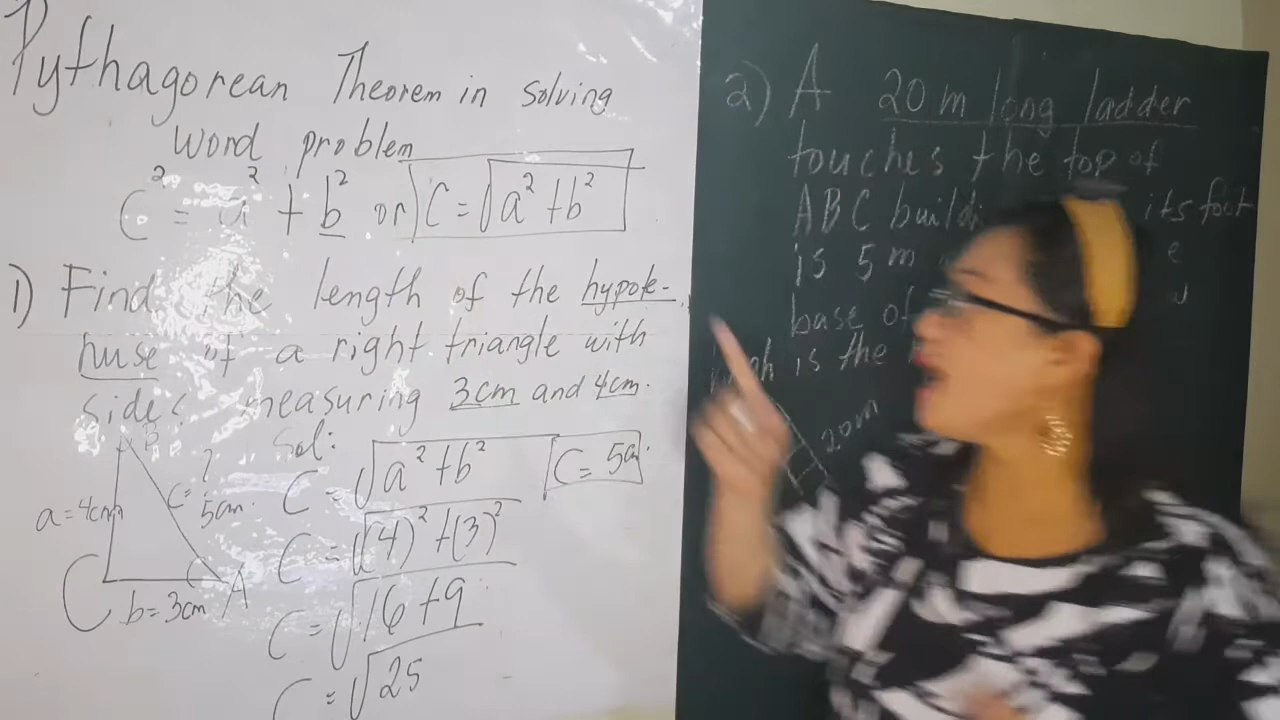 Pythagorean Theorem in solving
word problem
c² = a² + b² or C = √a² + b²
1) Find the length of the hypote-
nuse of a right triangle with
sides measuring 3cm and 4cm.
B
a = 4cm
c = ?
5cm.
C
b = 3cm
A
Sol:
C = √a² + b²
C = √(4)² + (3)²
C = √16 + 9
C = √25
C = 5cm.
2) A 20 m long ladder
touches the top of
ABC its foot
is 5 m
base of
is the
20m